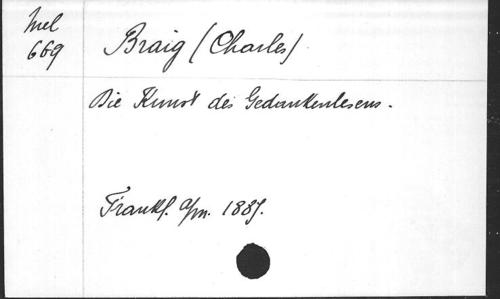 Mel
669
Braig (Charles)
Die Kunst des Gedankenlesens.
Frankf. a/m. 1887.